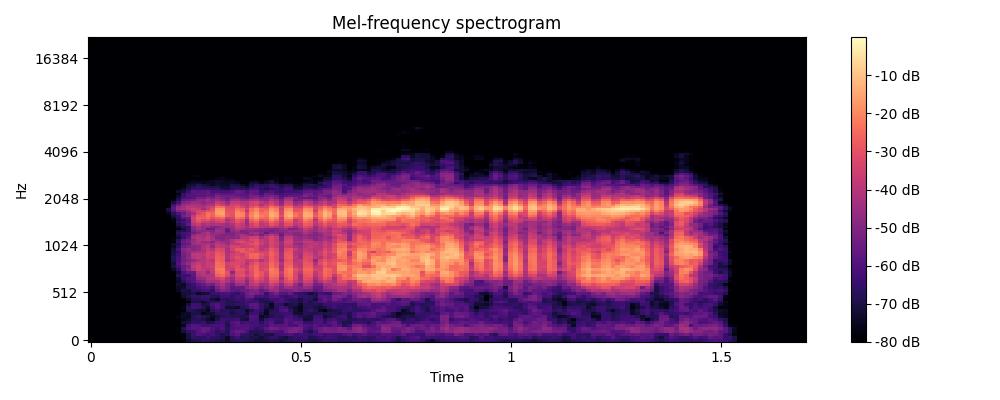 Mel-frequency spectrogram
16384
8192
4096
2048
1024
512
0
Hz
0
0.5
1
1.5
Time
-10 dB
-20 dB
-30 dB
-40 dB
-50 dB
-60 dB
-70 dB
-80 dB